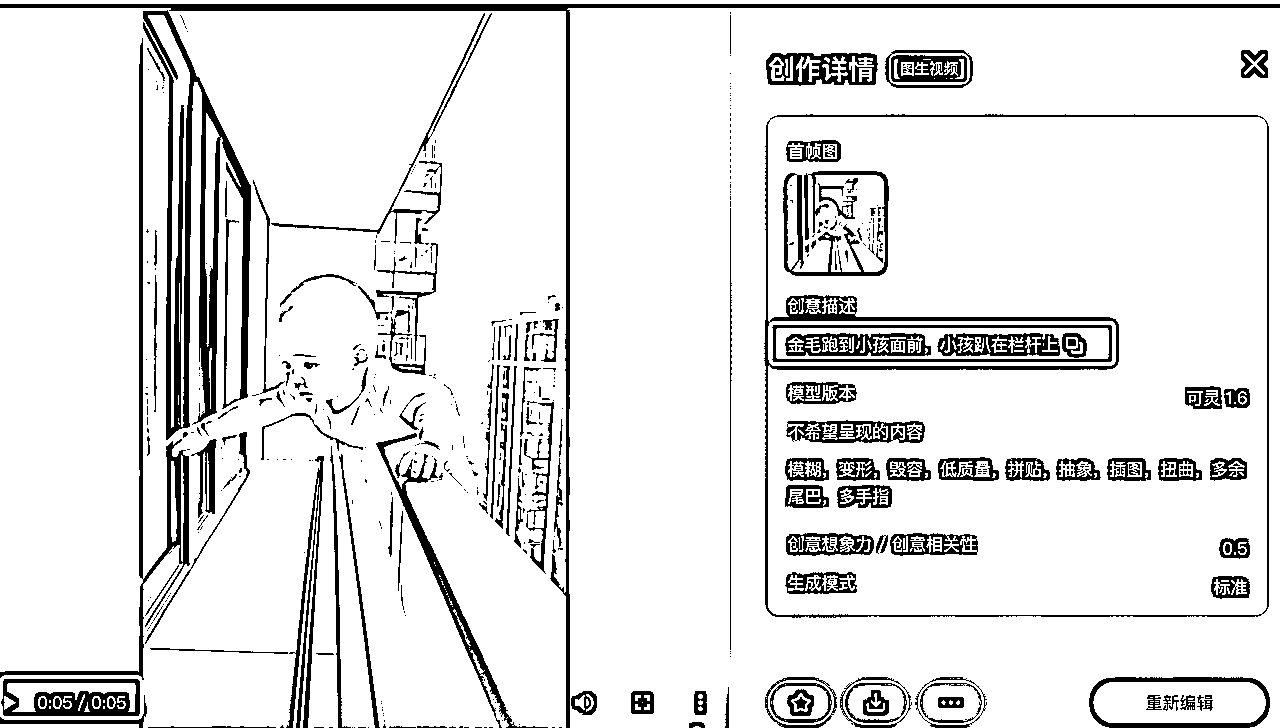 创作详情 图生视频
首帧图
创意描述
金毛跑到小孩面前，小孩趴在栏杆上
模型版本 可灵 1.6
不希望呈现的内容
模糊，变形，毁容，低质量，拼贴，抽象，插图，扭曲，多余
尾巴，多手指
创意想象力 / 创意相关性 0.5
生成模式 标准
0:05 / 0:05
重新编辑